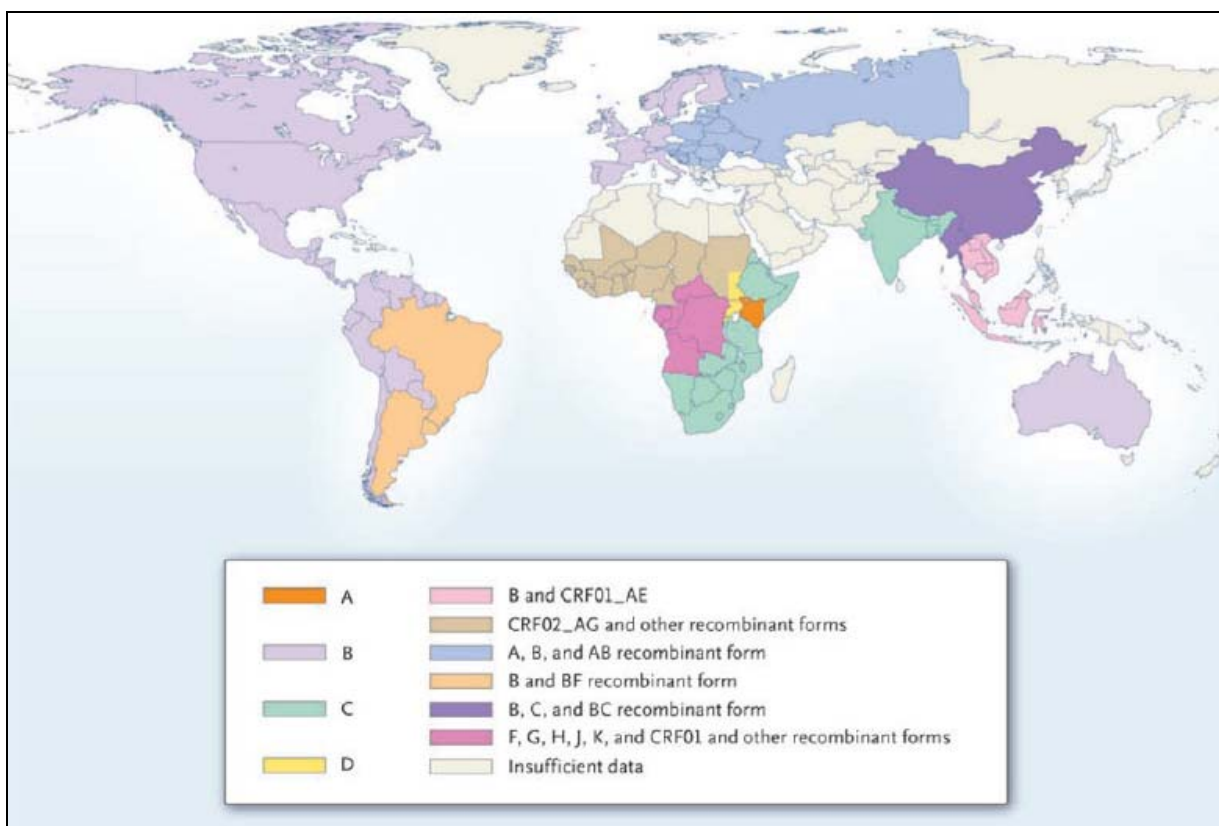 A
B
C
D
B and CRF01_AE
CRF02_AG and other recombinant forms
A, B, and AB recombinant form
B and BF recombinant form
B, C, and BC recombinant form
F, G, H, J, K, and CRF01 and other recombinant forms
Insufficient data